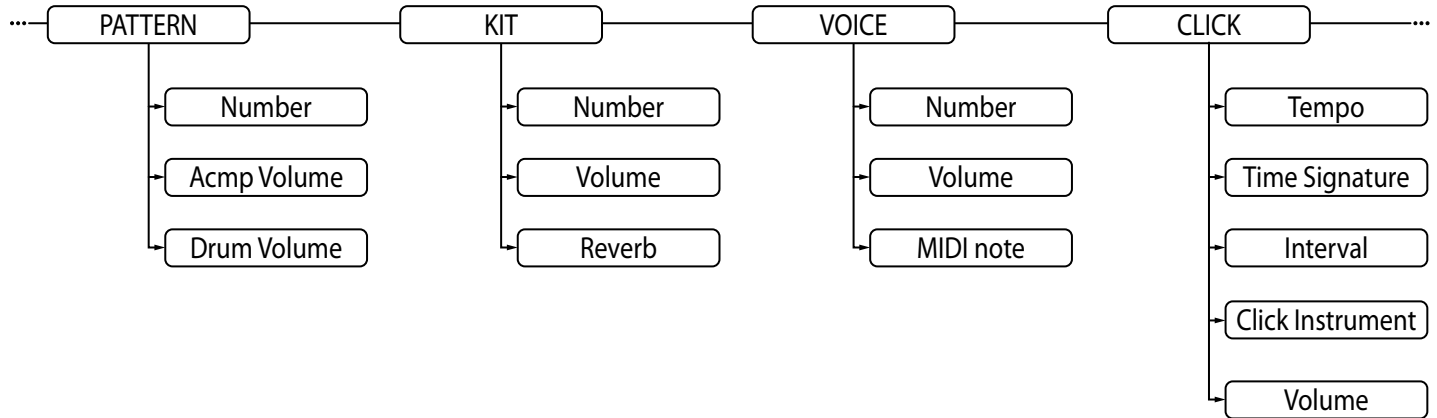 PATTERN
KIT
VOICE
CLICK
Number
Number
Number
Tempo
Acmp Volume
Volume
Volume
Time Signature
Drum Volume
Reverb
MIDI note
Interval
Click Instrument
Volume